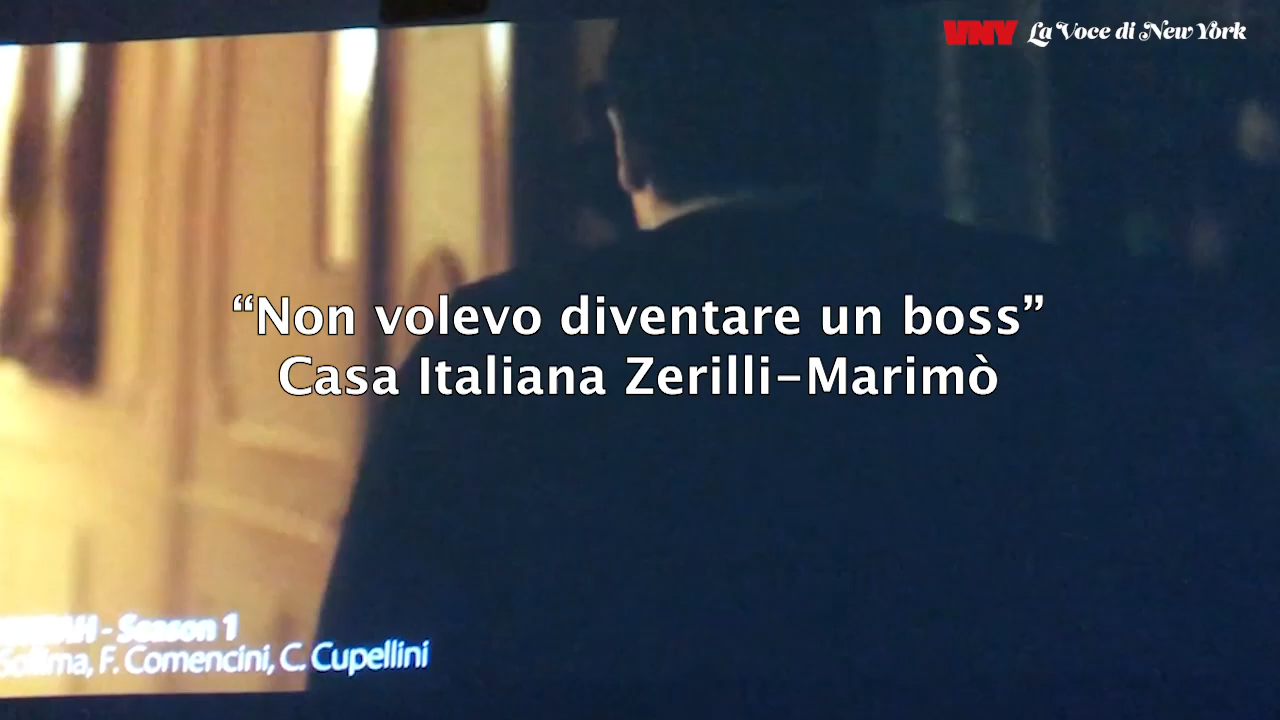 VNY La Voce di New York
“Non volevo diventare un boss”
Casa Italiana Zerilli-Marimò
- Season 1
F. Comencini, C. Cupellini